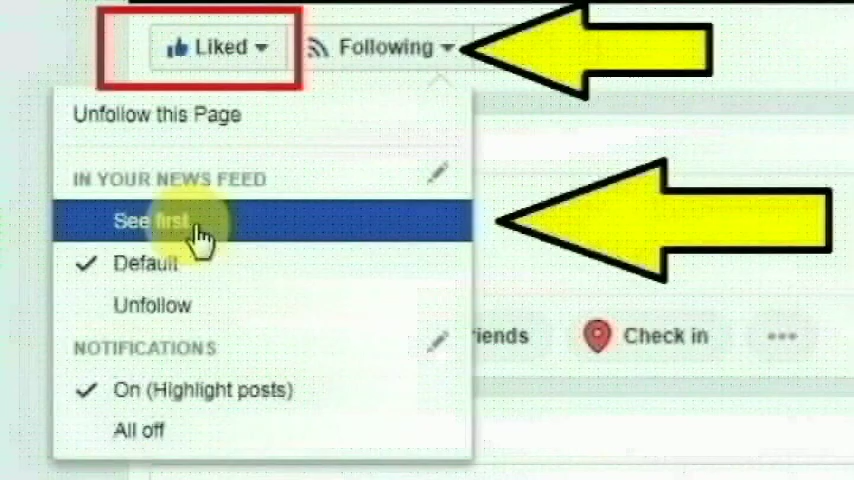 Liked Following
Unfollow this Page
IN YOUR NEWS FEED
See first
Default
Unfollow
riends Check in
NOTIFICATIONS
On (Highlight posts)
All off